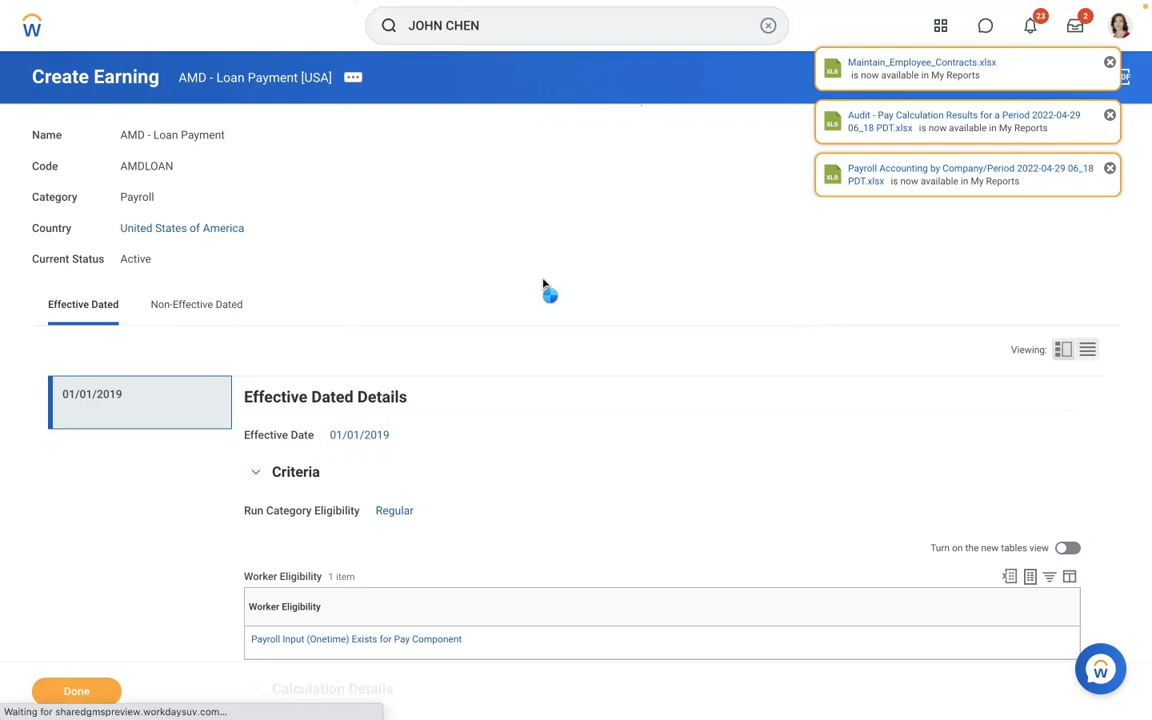 JOHN CHEN
23
2
Create Earning AMD - Loan Payment [USA]
Maintain_Employee_Contracts.xlsx
is now available in My Reports
Audit - Pay Calculation Results for a Period 2022-04-29
06_18 PDT.xlsx is now available in My Reports
Payroll Accounting by Company/Period 2022-04-29 06_18
PDT.xlsx is now available in My Reports
Name AMD - Loan Payment
Code AMDLOAN
Category Payroll
Country United States of America
Current Status Active
Effective Dated Non-Effective Dated
Viewing:
01/01/2019
Effective Dated Details
Effective Date 01/01/2019
Criteria
Run Category Eligibility Regular
Turn on the new tables view
Worker Eligibility 1 item
Worker Eligibility
Payroll Input (Onetime) Exists for Pay Component
Calculation Details
Done
Waiting for sharedgmspreview.workdaysuv.com...